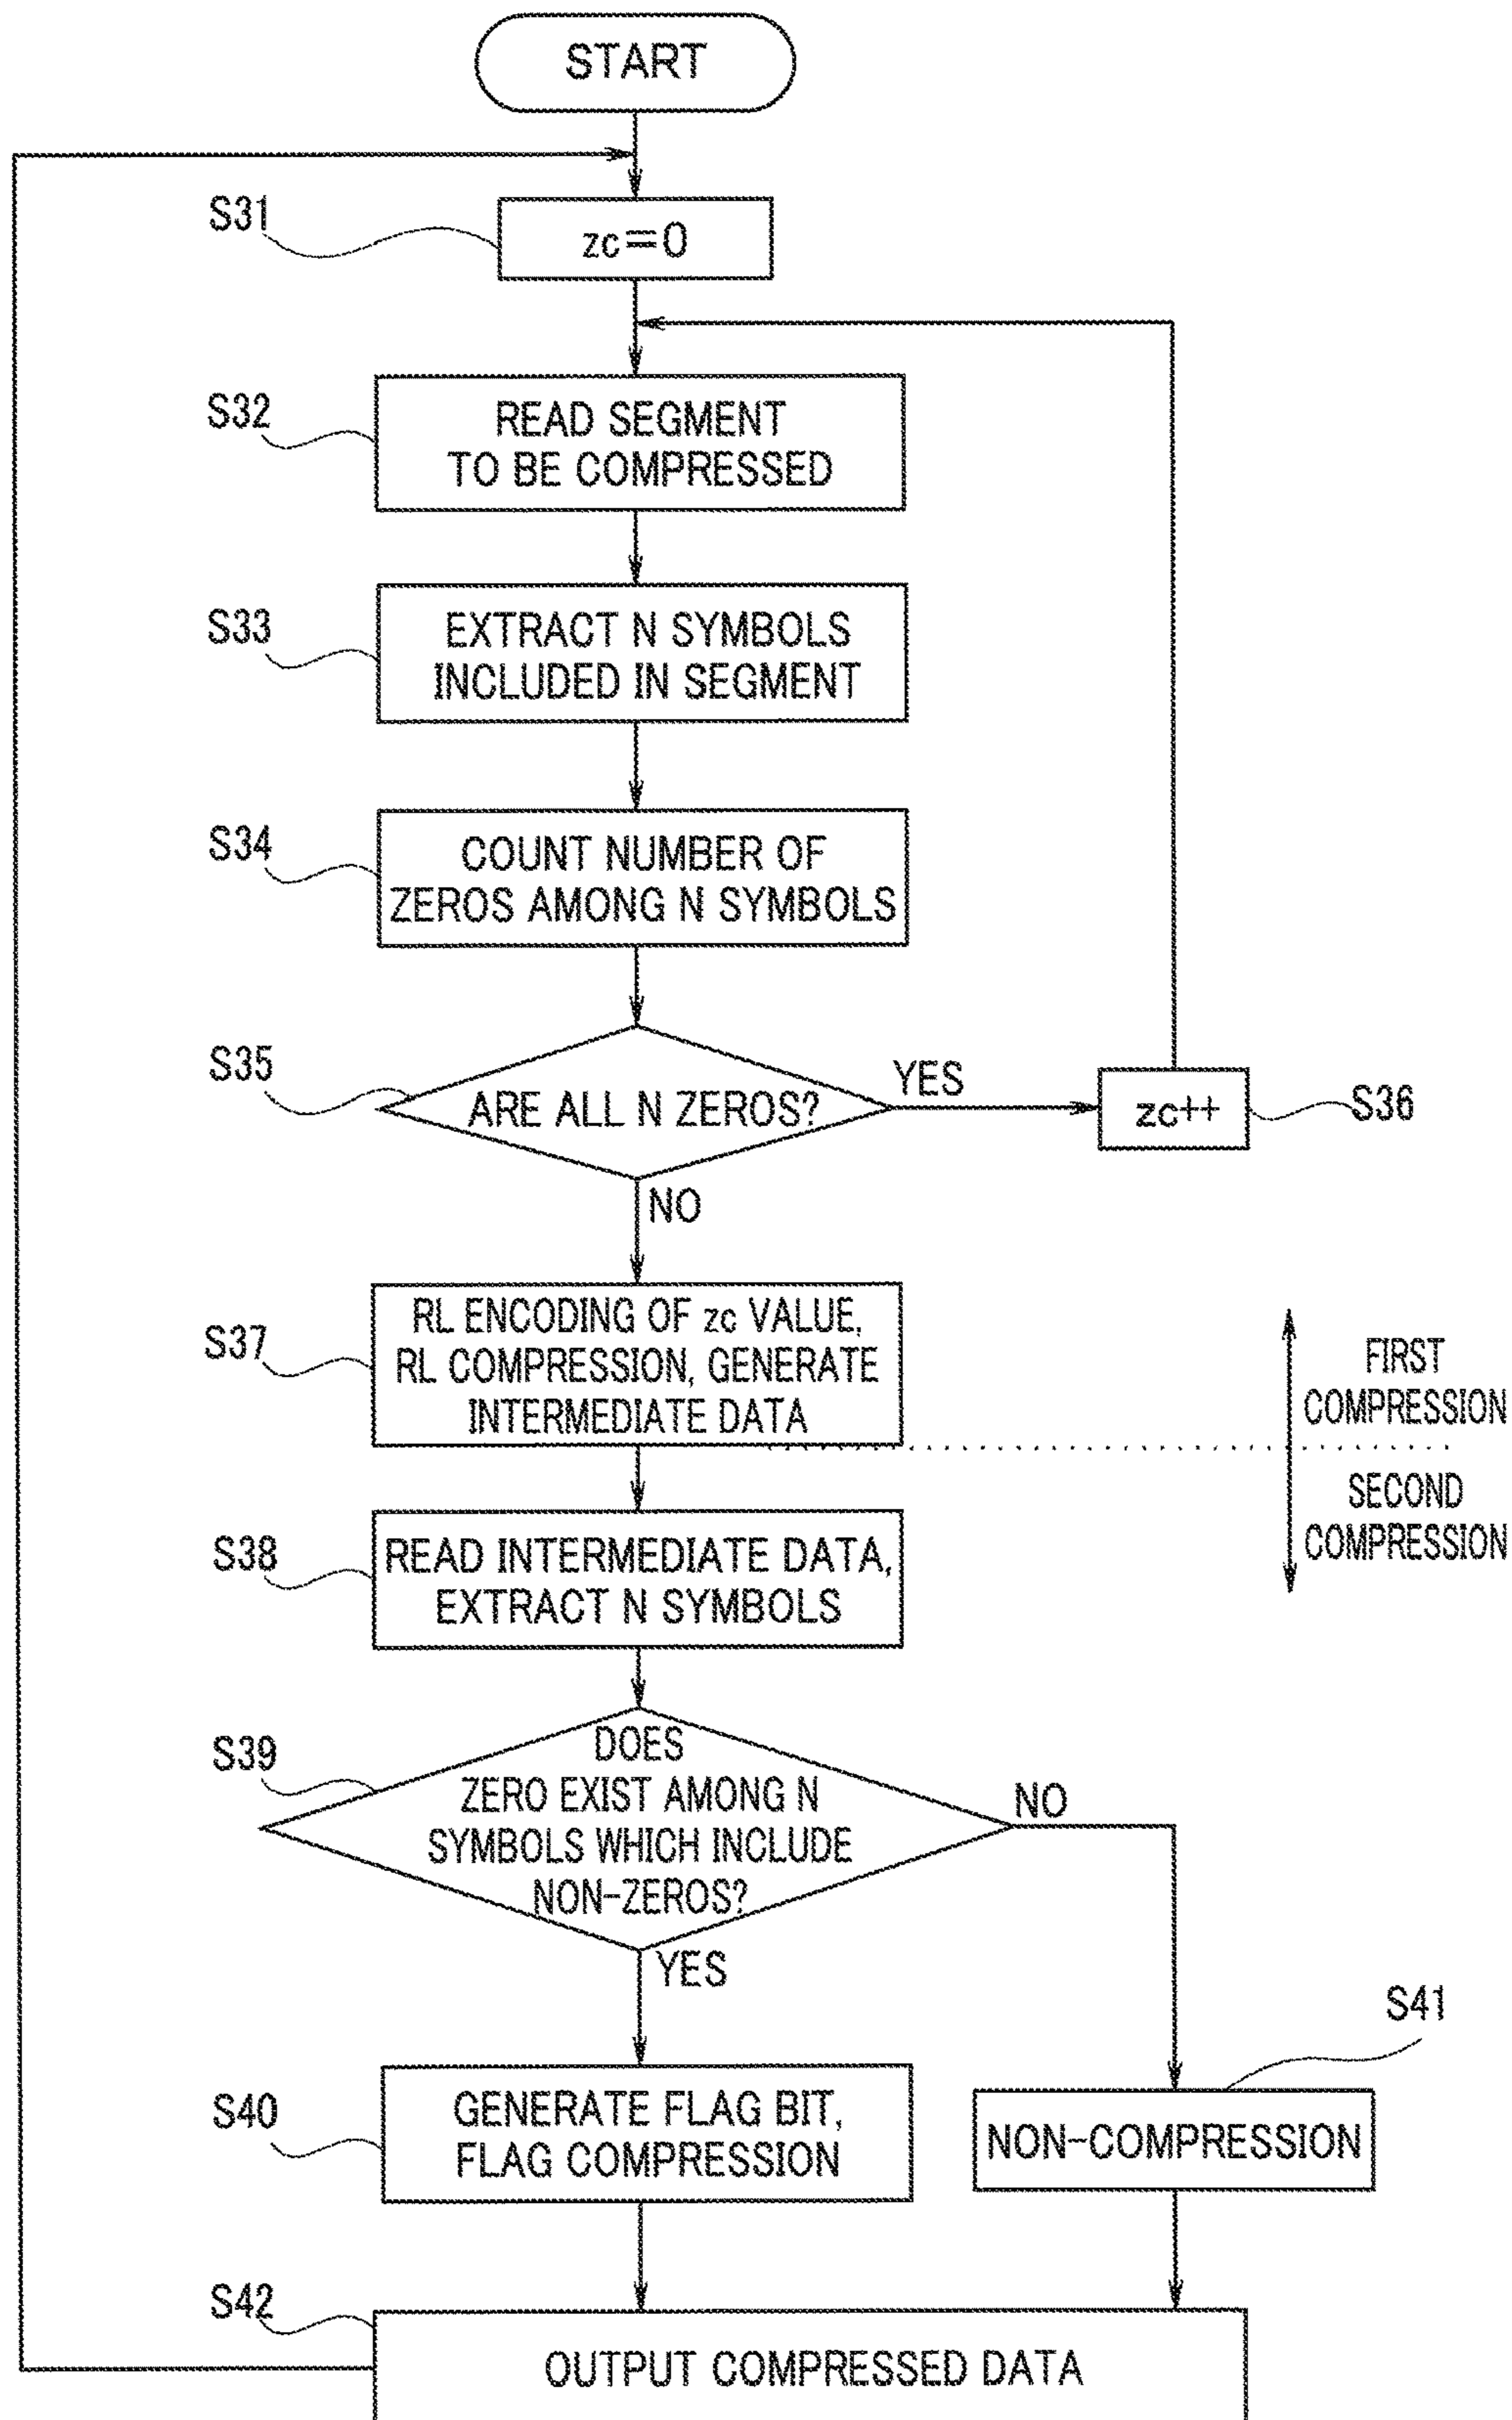 START
S31
zc=0
S32
READ SEGMENT
TO BE COMPRESSED
S33
EXTRACT N SYMBOLS
INCLUDED IN SEGMENT
S34
COUNT NUMBER OF
ZEROS AMONG N SYMBOLS
S35
ARE ALL N ZEROS?
YES
zc++
S36
NO
S37
RL ENCODING OF zc VALUE,
RL COMPRESSION, GENERATE
INTERMEDIATE DATA
FIRST
COMPRESSION
SECOND
COMPRESSION
S38
READ INTERMEDIATE DATA,
EXTRACT N SYMBOLS
S39
DOES
ZERO EXIST AMONG N
SYMBOLS WHICH INCLUDE
NON-ZEROS?
NO
YES
S40
GENERATE FLAG BIT,
FLAG COMPRESSION
S41
NON-COMPRESSION
S42
OUTPUT COMPRESSED DATA